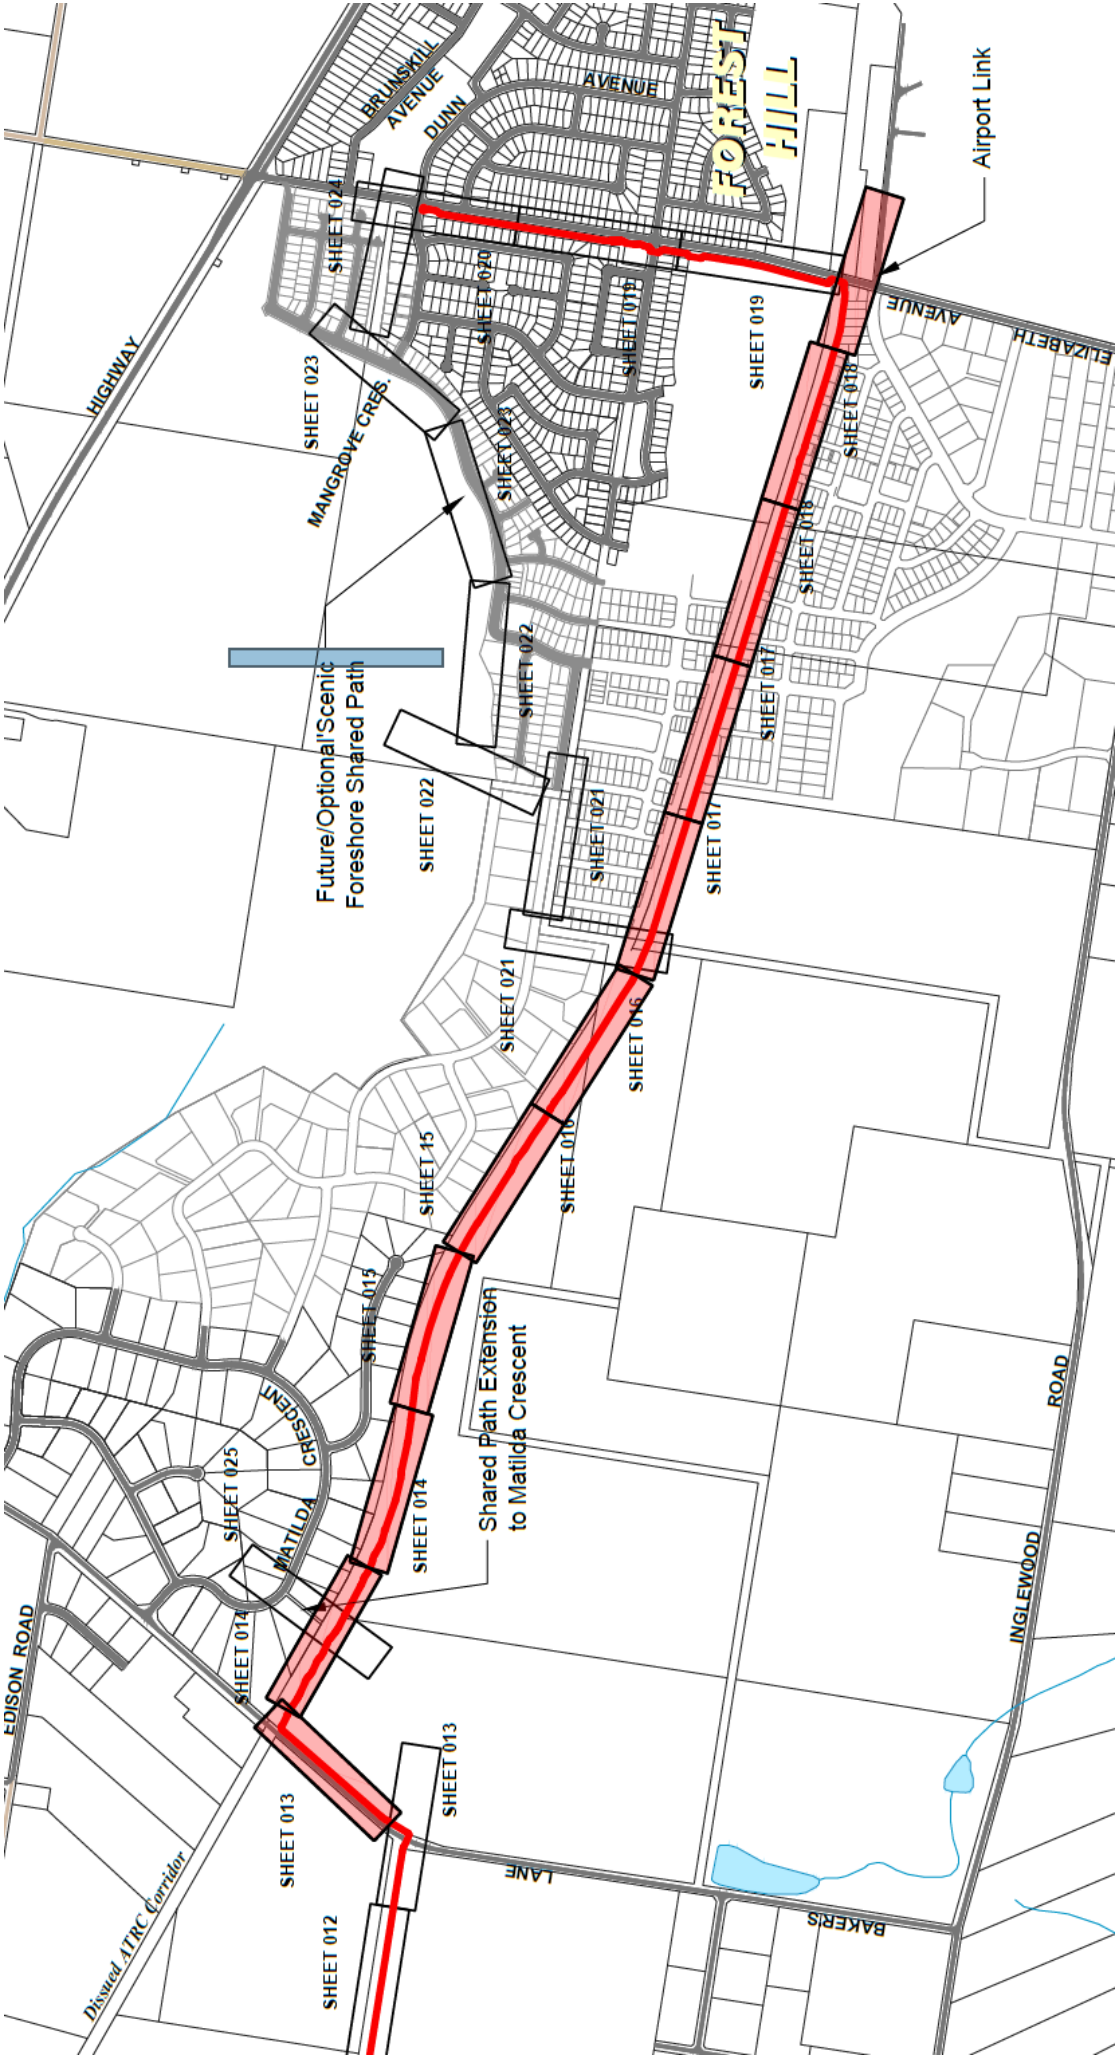 BRUNSKILL
AVENUE
DUNN
AVENUE
FOREST
HILL
Airport Link
SHEET 024
SHEET 020
SHEET 019
SHEET 019
AVENUE
ELIZABETH
HIGHWAY
SHEET 023
MANGROVE CRES.
SHEET 023
SHEET 018
SHEET 018
SHEET 022
SHEET 017
Future/Optional'Scenic
Foreshore Shared Path
SHEET 022
SHEET 021
SHEET 017
SHEET 021
SHEET 016
SHEET 15
SHEET 016
SHEET 015
Shared Path Extension
to Matilda Crescent
CRESCENT
MATILDA
SHEET 025
SHEET 014
SHEET 014
ROAD
INGLEWOOD
EDISON ROAD
SHEET 013
SHEET 013
Dissued ATRC Corridor
LANE
BAKER'S
SHEET 012